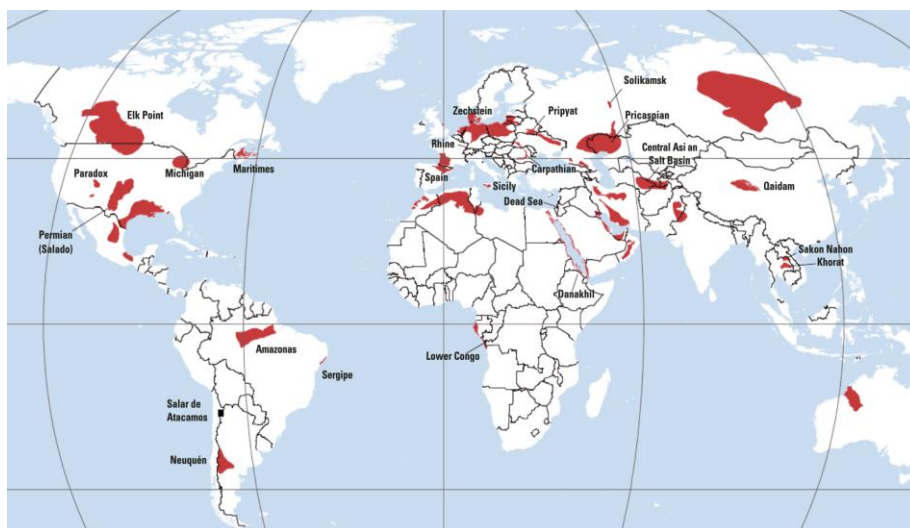 Elk Point
Paradox
Michigan
Maritimes
Permian
(Salado)
Zechstein
Pripyat
Solikamsk
Pricaspian
Rhine
Carpathian
Central Asi an
Salt Basin
Spain
Sicily
Dead Sea
Qaidam
Sakon Nahon
Khorat
<Danakhil
Lower Congo
Amazonas
Sergipe
Salar de
Atacamos
Neuquén